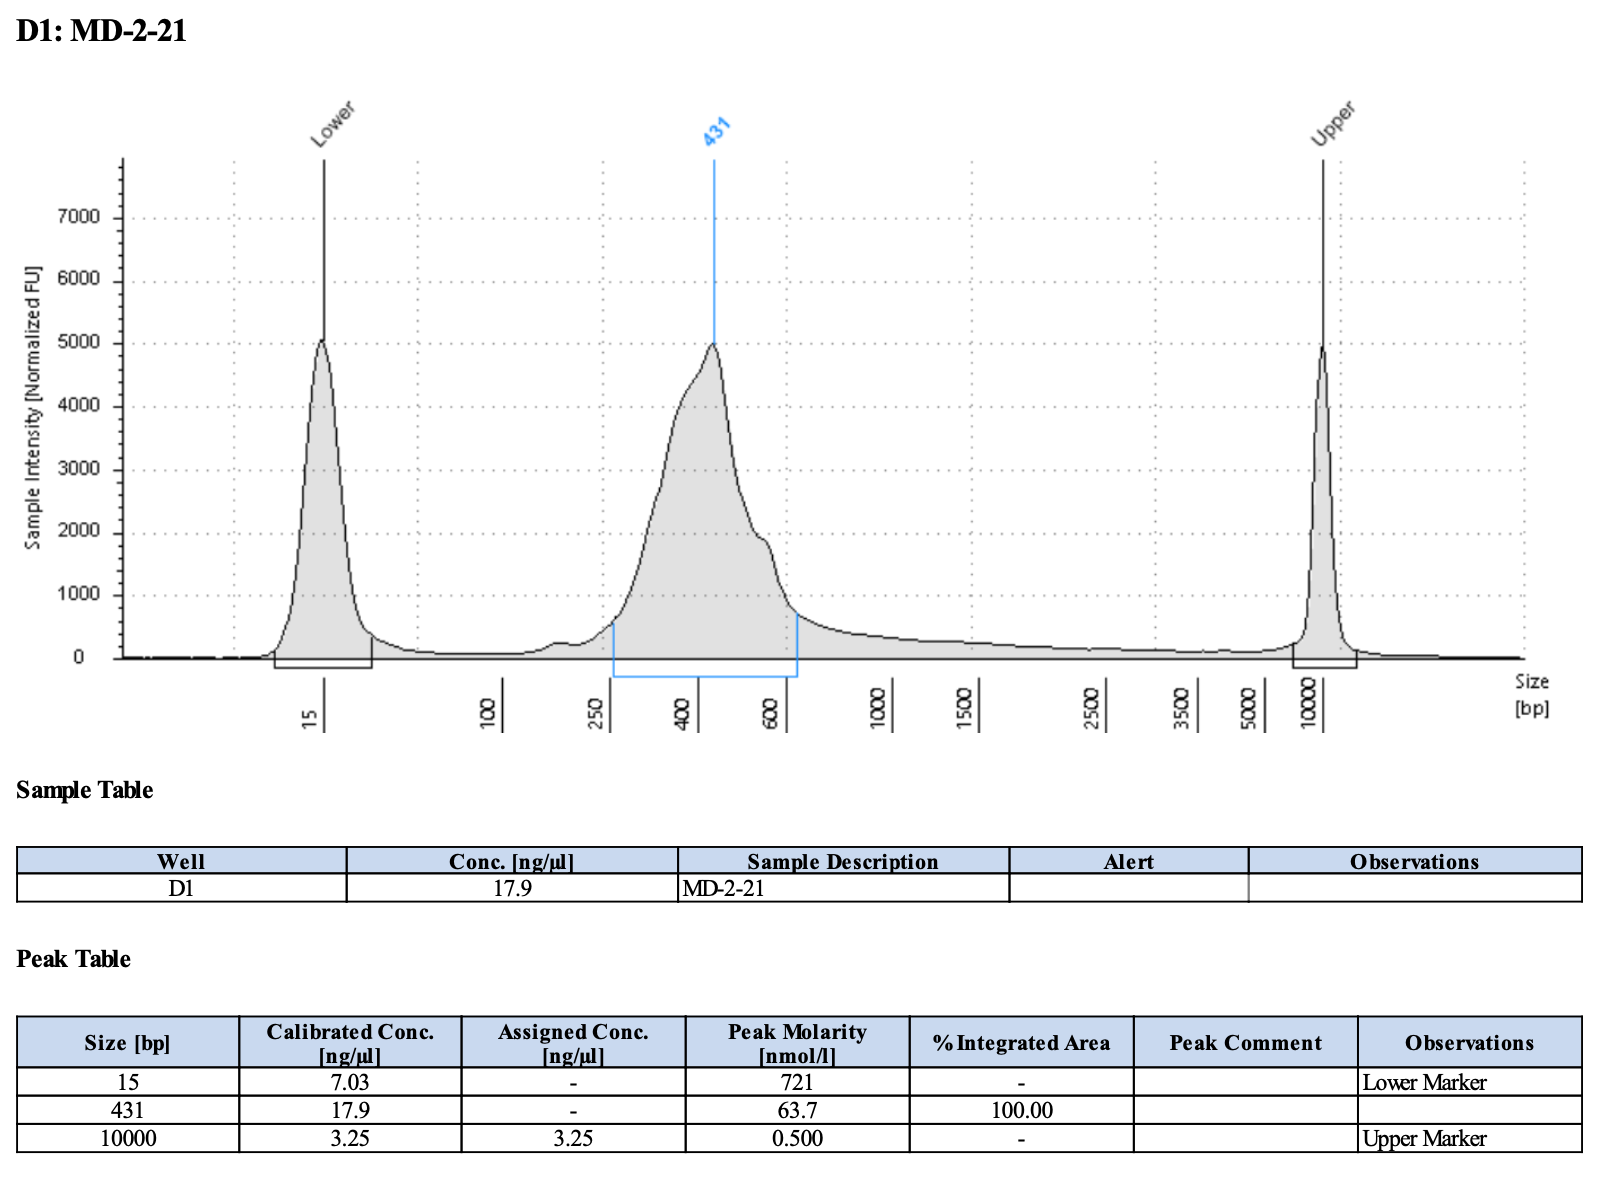 D1: MD-2-21
Lower
431
Upper
Sample Intensity [Normalized FU]
7000
6000
5000
4000
3000
2000
1000
0
15
100
250
400
600
1000
1500
2500
3500
5000
10000
Size
[bp]
Sample Table
Well Conc. [ng/µl] Sample Description Alert Observations
D1 17.9 MD-2-21
Peak Table
Size [bp] Calibrated Conc. [ng/µl] Assigned Conc. [ng/µl] Peak Molarity [nmol/l] % Integrated Area Peak Comment Observations
15 7.03 - 721 - Lower Marker
431 17.9 - 63.7 100.00
10000 3.25 3.25 0.500 - Upper Marker